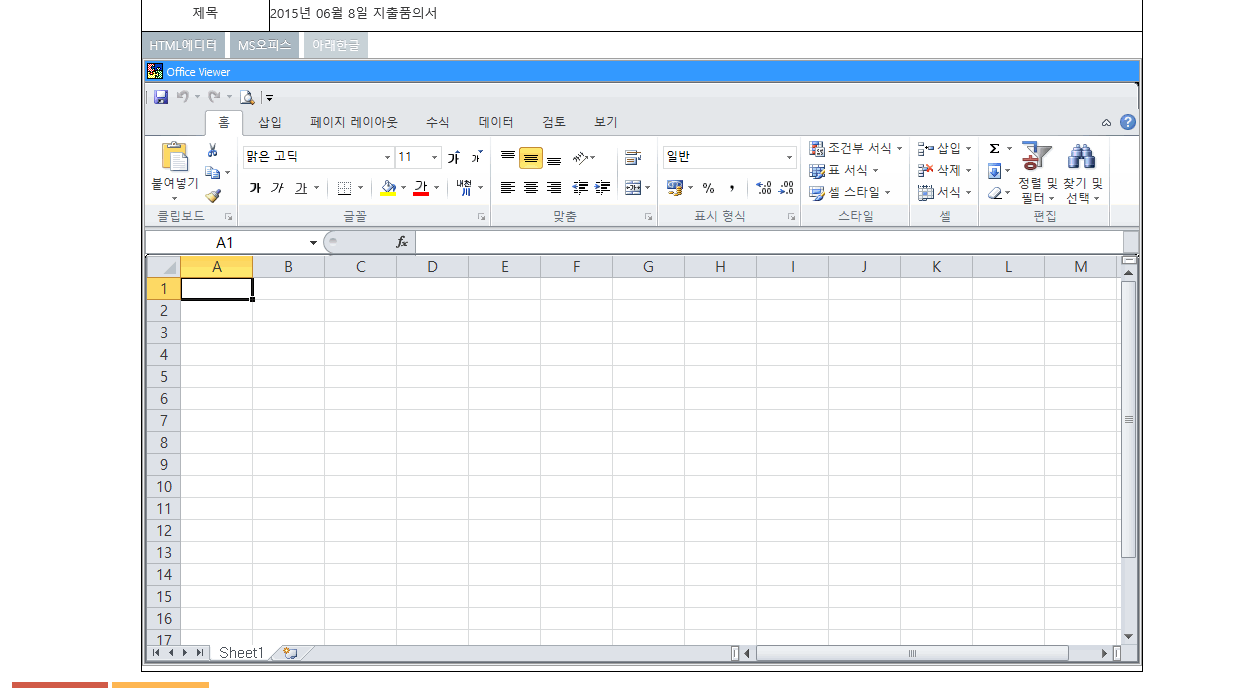 제목 2015년 06월 8일 지출품의서
HTML에디터 MS오피스 아래한글
Office Viewer
홈 삽입 페이지 레이아웃 수식 데이터 검토 보기
맑은 고딕 11 가 가 일반 조건부 서식 삽입 Σ
붙여넣기 표 서식 삭제 정렬 및 찾기 및
가 가 가 가 내천 % , .00 .00 셀 스타일 서식 필터 선택
클립보드 글꼴 맞춤 표시 형식 스타일 셀 편집
A1 fx
A B C D E F G H I J K L M
1
2
3
4
5
6
7
8
9
10
11
12
13
14
15
16
17
Sheet1